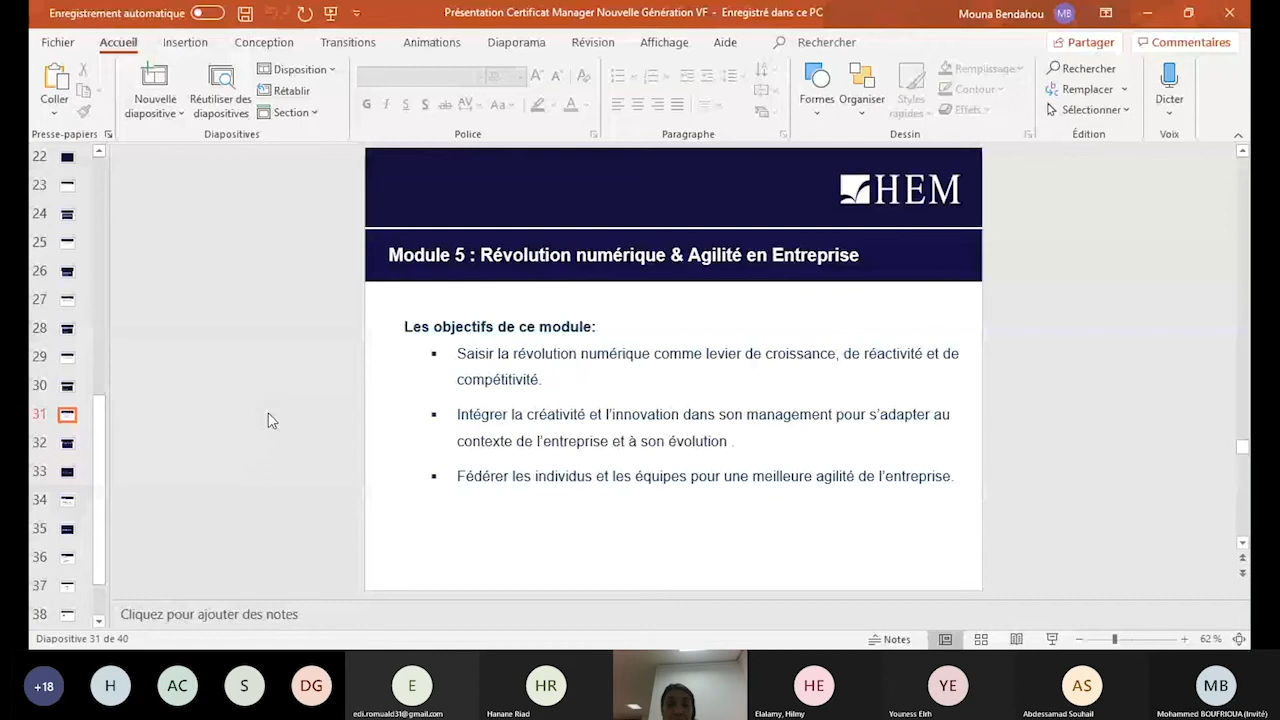 Enregistrement automatique
Présentation Certificat Manager Nouvelle Génération VF - Enregistré dans ce PC
Mouna Bendahou
MB
Fichier
Accueil
Insertion
Conception
Transitions
Animations
Diaporama
Révision
Affichage
Aide
Rechercher
Partager
Commentaires
Coller
Nouvelle
diapositive
Réutiliser des
diapositives
Disposition
Rétablir
Section
Formes
Organiser
Styles
rapides
Remplissage
Contour
Effets
Rechercher
Remplacer
Sélectionner
Dicter
Presse-papiers
Diapositives
Police
Paragraphe
Dessin
Édition
Voix
22
23
24
25
26
27
28
29
30
31
32
33
34
35
36
37
38
HEM
Module 5 : Révolution numérique & Agilité en Entreprise
Les objectifs de ce module:
▪ Saisir la révolution numérique comme levier de croissance, de réactivité et de
compétitivité.
▪ Intégrer la créativité et l’innovation dans son management pour s’adapter au
contexte de l’entreprise et à son évolution .
▪ Fédérer les individus et les équipes pour une meilleure agilité de l’entreprise.
Cliquez pour ajouter des notes
Diapositive 31 de 40
Notes
62 %
+18
H
AC
S
DG
E
edi.romuald31@gmail.com
HR
Hanane Riad
HE
Elalamy, Hilmy
YE
Youness Elrh
AS
Abdessamad Souhail
MB
Mohammed BOUFRIOUA (Invité)